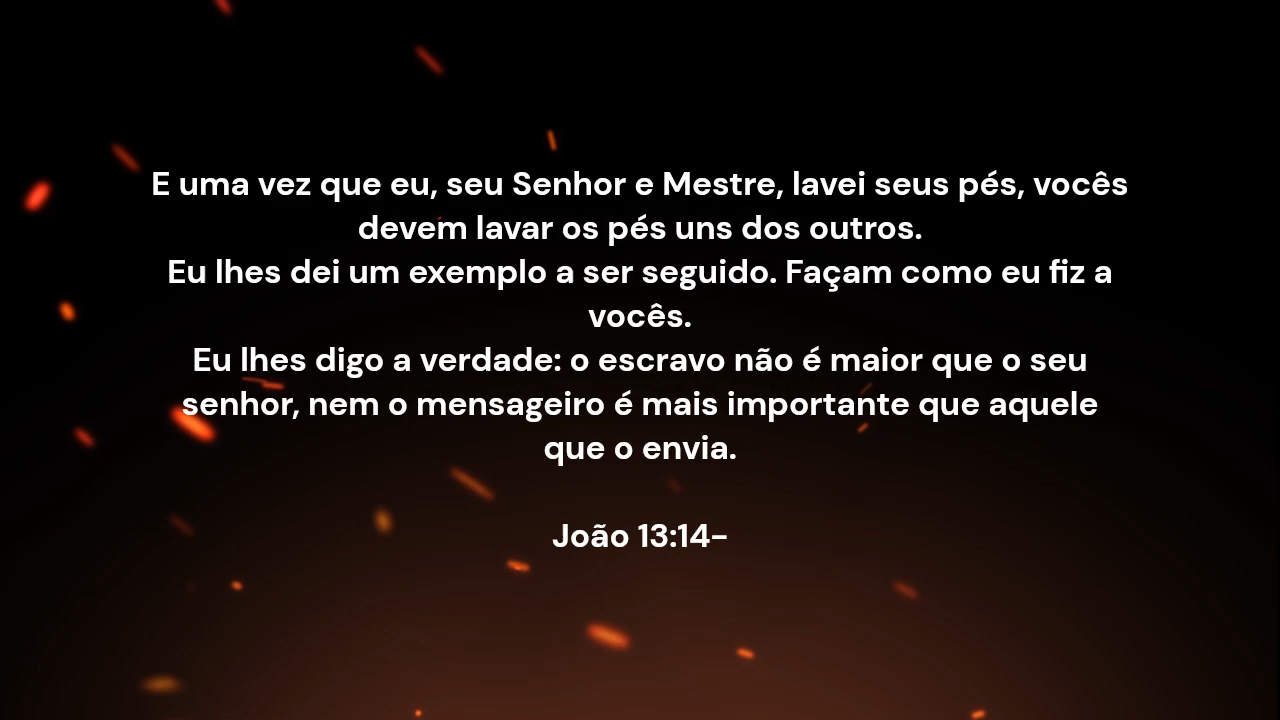 E uma vez que eu, seu Senhor e Mestre, lavei seus pés, vocês
devem lavar os pés uns dos outros.
Eu lhes dei um exemplo a ser seguido. Façam como eu fiz a
vocês.
Eu lhes digo a verdade: o escravo não é maior que o seu
senhor, nem o mensageiro é mais importante que aquele
que o envia.
João 13:14-